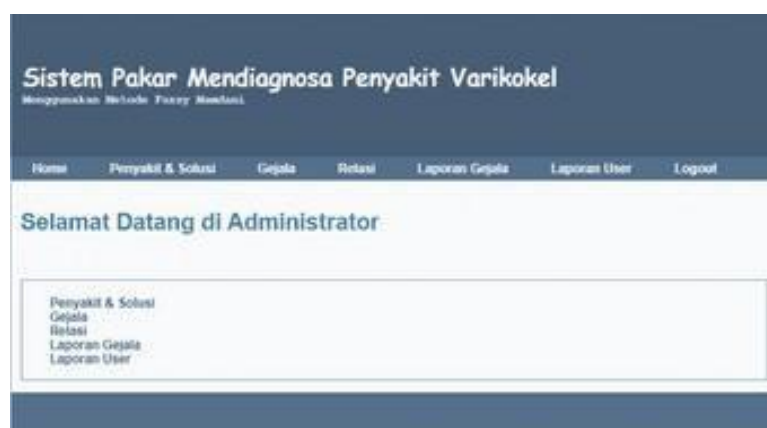 Sistem Pakar Mendiagnosa Penyakit Varikokel
Menggunakan Metode Fuzzy Mamdani
Home Penyakit & Solusi Gejala Relasi Laporan Gejala Laporan User Logout
Selamat Datang di Administrator
Penyakit & Solusi
Gejala
Relasi
Laporan Gejala
Laporan User